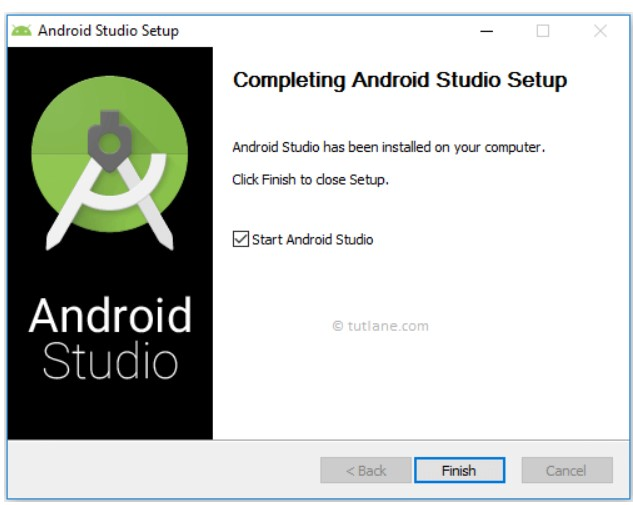 Android Studio Setup
Completing Android Studio Setup
Android Studio has been installed on your computer.
Click Finish to close Setup.
Start Android Studio
Android
Studio
© tutlane.com
< Back
Finish
Cancel